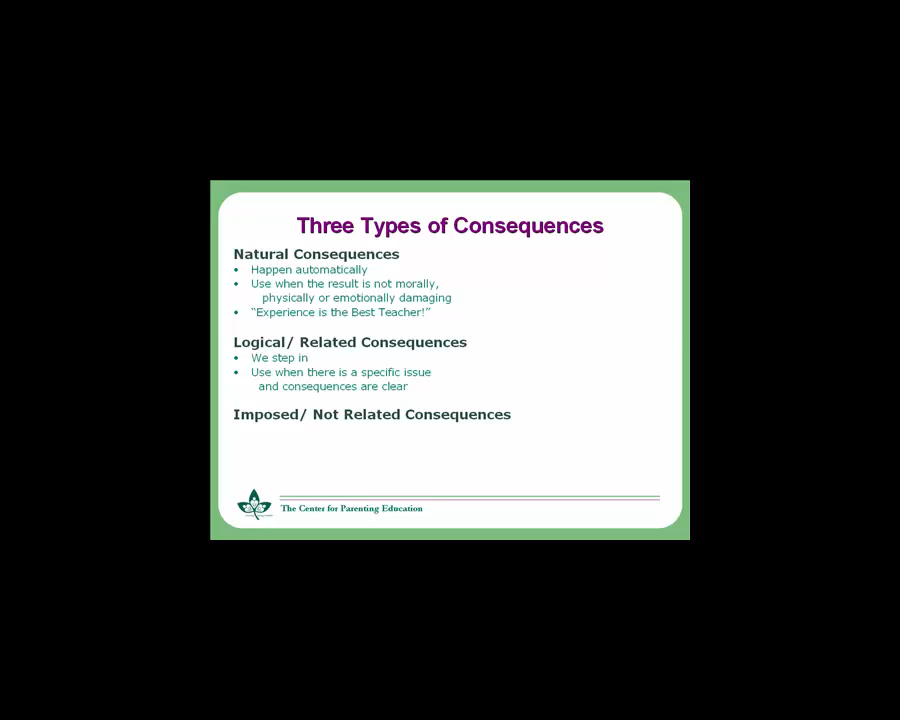 Three Types of Consequences
Natural Consequences
• Happen automatically
• Use when the result is not morally,
physically or emotionally damaging
• “Experience is the Best Teacher!”
Logical/ Related Consequences
• We step in
• Use when there is a specific issue
and consequences are clear
Imposed/ Not Related Consequences
The Center for Parenting Education